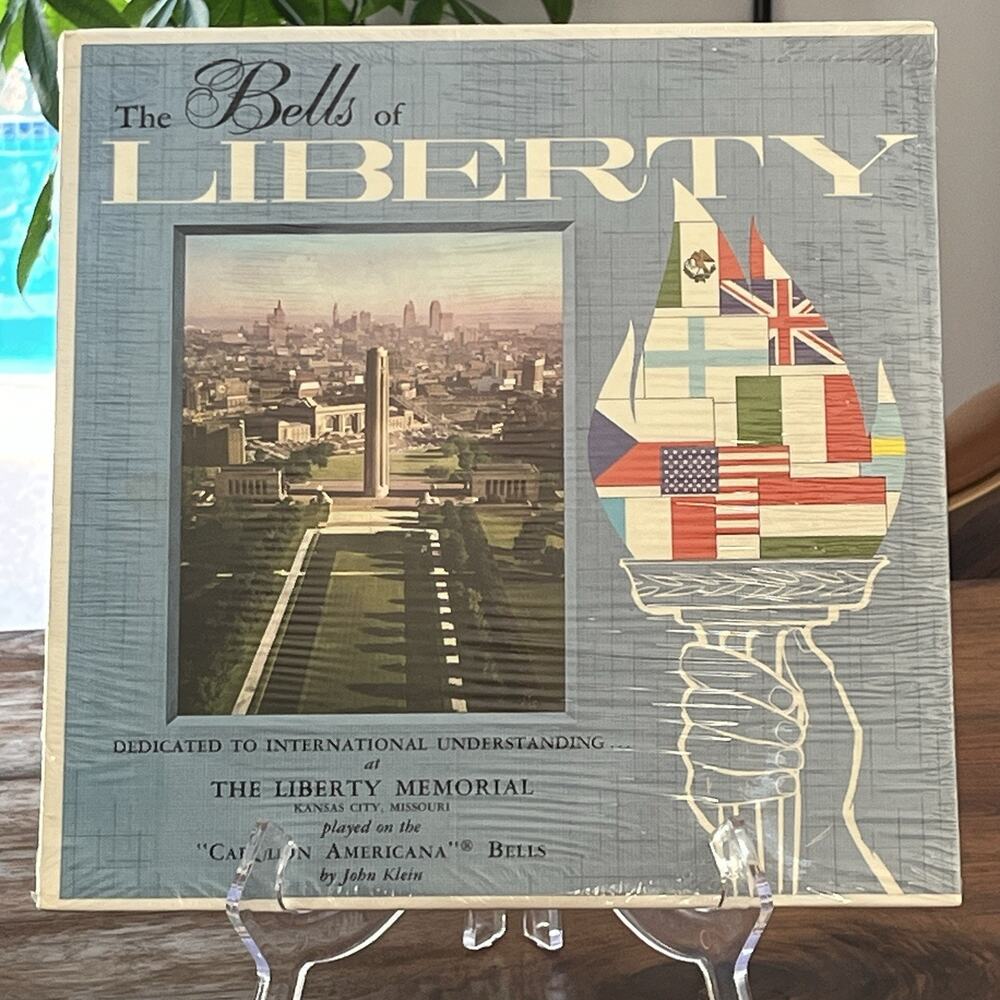 The Bells of
LIBERTY
DEDICATED TO INTERNATIONAL UNDERSTANDING...
at
THE LIBERTY MEMORIAL
KANSAS CITY, MISSOURI
played on the
"CARILLON AMERICANA"® BELLS
by John Klein